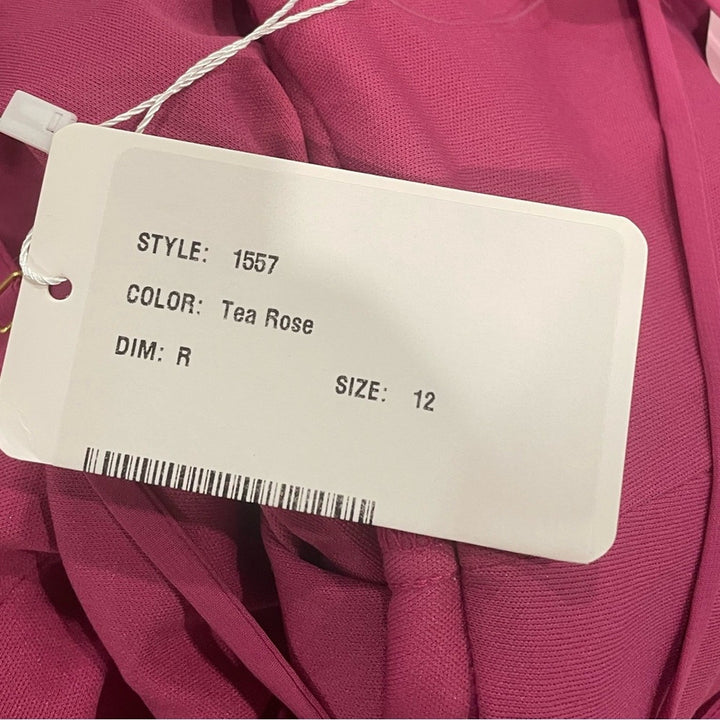 STYLE: 1557
COLOR: Tea Rose
DIM: R
SIZE: 12